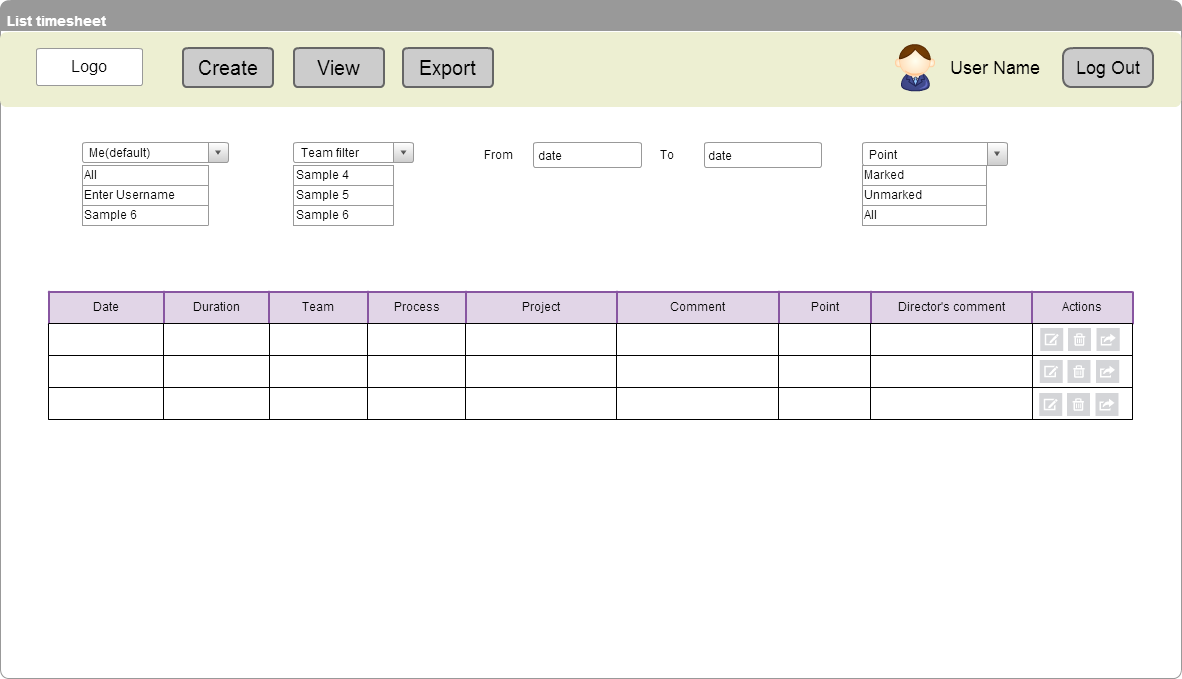 List timesheet
Logo Create View Export User Name Log Out
Me(default) Team filter From date To date Point
All Sample 4 Marked
Enter Username Sample 5 Unmarked
Sample 6 Sample 6 All
Date Duration Team Process Project Comment Point Director's comment Actions